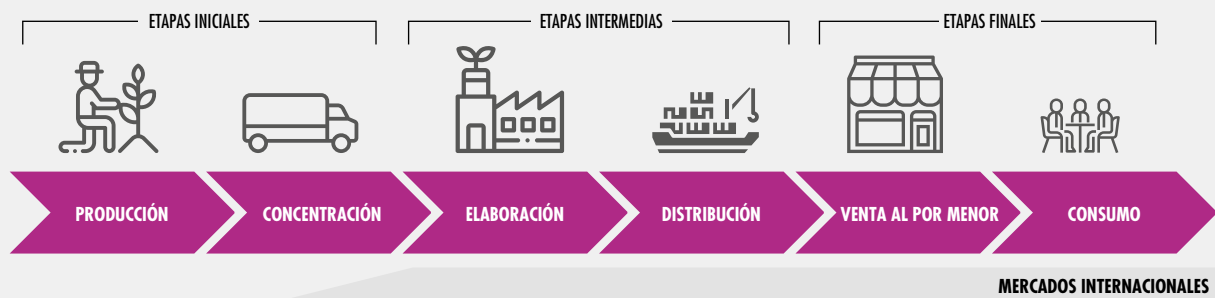 ETAPAS INICIALES
ETAPAS INTERMEDIAS
ETAPAS FINALES
PRODUCCIÓN
CONCENTRACIÓN
ELABORACIÓN
DISTRIBUCIÓN
VENTA AL POR MENOR
CONSUMO
MERCADOS INTERNACIONALES